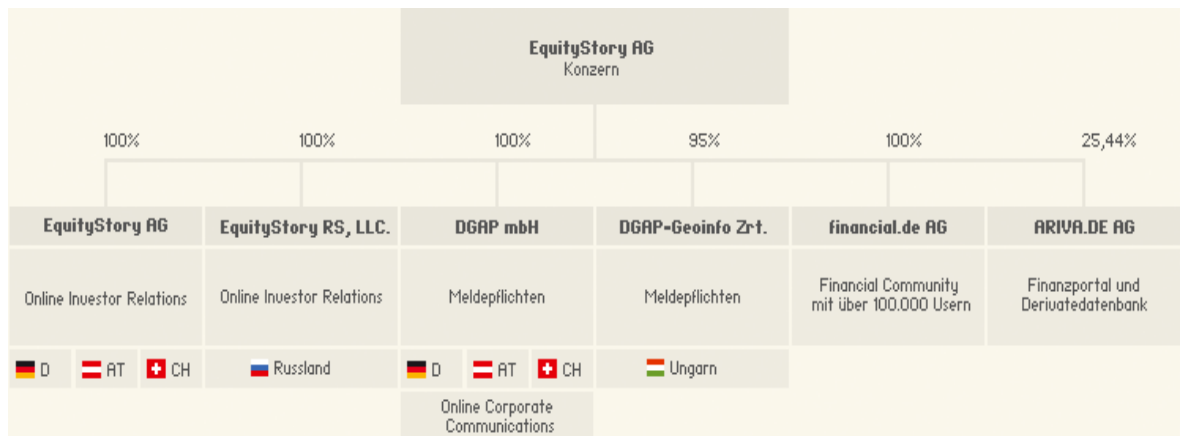 EquityStory AG
Konzern
100%
100%
100%
95%
100%
25,44%
EquityStory AG
EquityStory RS, LLC.
DGAP mbH
DGAP-Geoinfo Zrt.
financial.de AG
ARIVA.DE AG
Online Investor Relations
Online Investor Relations
Meldepflichten
Meldepflichten
Financial Community
mit über 100.000 Usern
Finanzportal und
Derivatedatenbank
D
AT
CH
Russland
D
AT
CH
Ungarn
Online Corporate
Communications